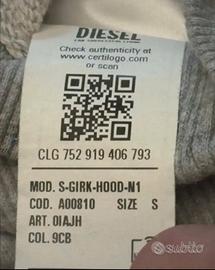 DIESEL
Check authenticity on
www.certilogo.com
or scan
CLG 752 919 406 793
MOD. S-GIRK-HOOD-N1
COD. A00810 SIZE S
ART. 0IAJH
COL. 9CB
subito